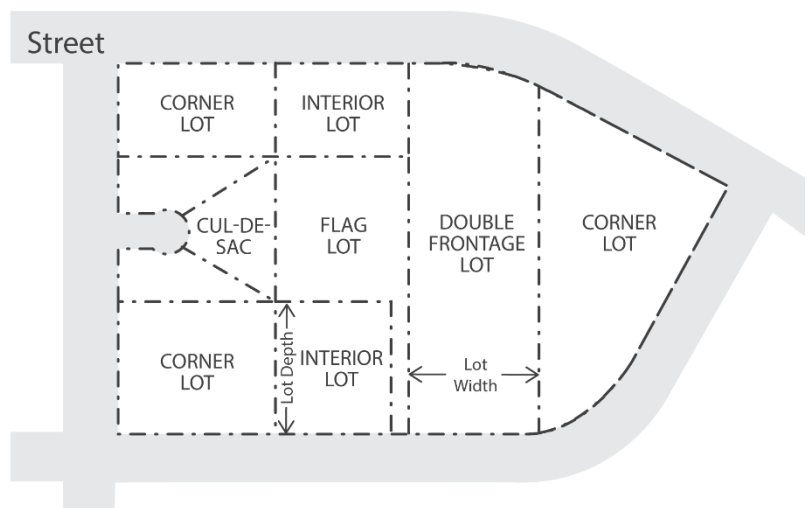 Street
CORNER
LOT
INTERIOR
LOT
CUL-DE-
SAC
FLAG
LOT
DOUBLE
FRONTAGE
LOT
CORNER
LOT
CORNER
LOT
Lot Depth
INTERIOR
LOT
Lot
Width